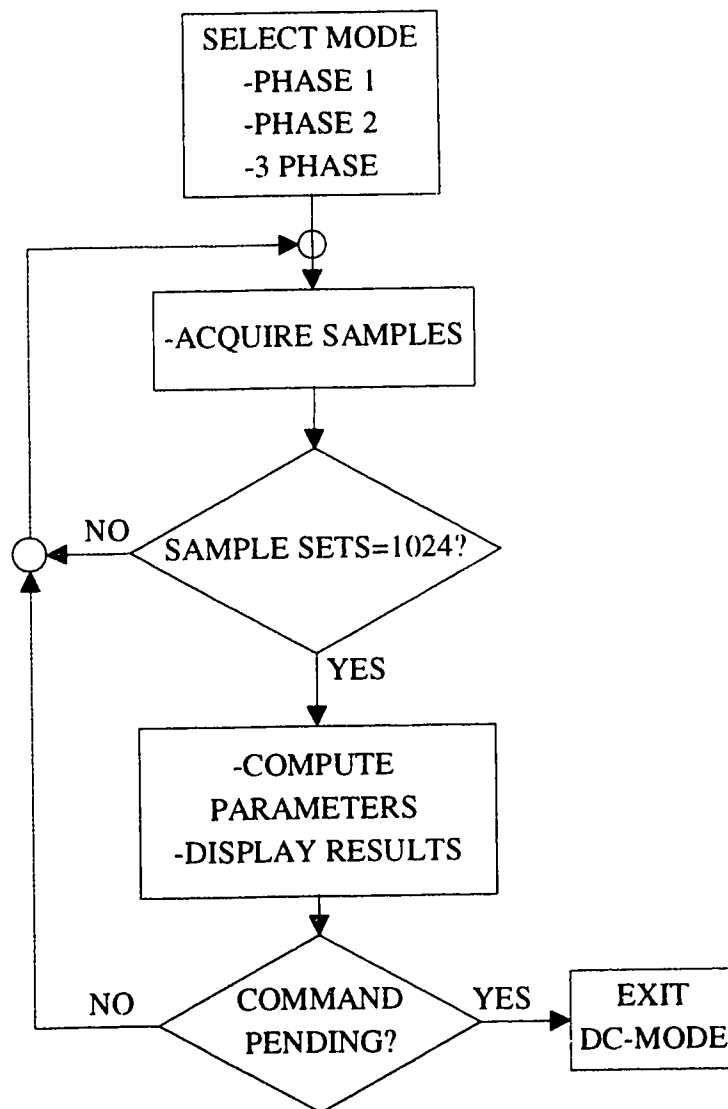 SELECT MODE
-PHASE 1
-PHASE 2
-3 PHASE
-ACQUIRE SAMPLES
NO
SAMPLE SETS=1024?
YES
-COMPUTE
PARAMETERS
-DISPLAY RESULTS
NO
COMMAND
PENDING?
YES
EXIT
DC-MODE